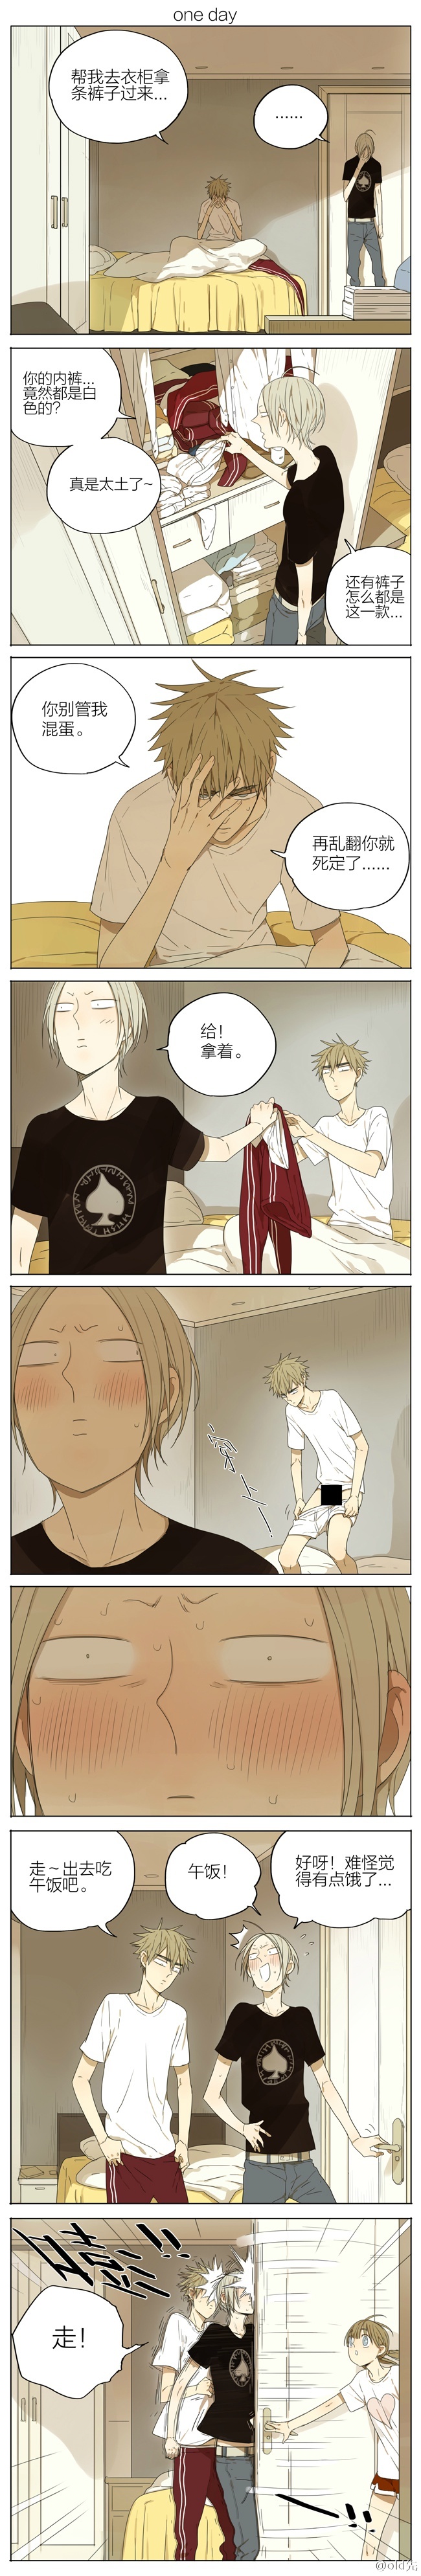 one day
帮我去衣柜拿
条裤子过来...
......
你的内裤...
竟然都是白
色的?
真是太土了~
还有裤子
怎么都是
这一款...
你别管我
混蛋。
再乱翻你就
死定了......
给!
拿着。
走～出去吃
午饭吧。
午饭!
好呀! 难怪觉
得有点饿了...
走!
@old先